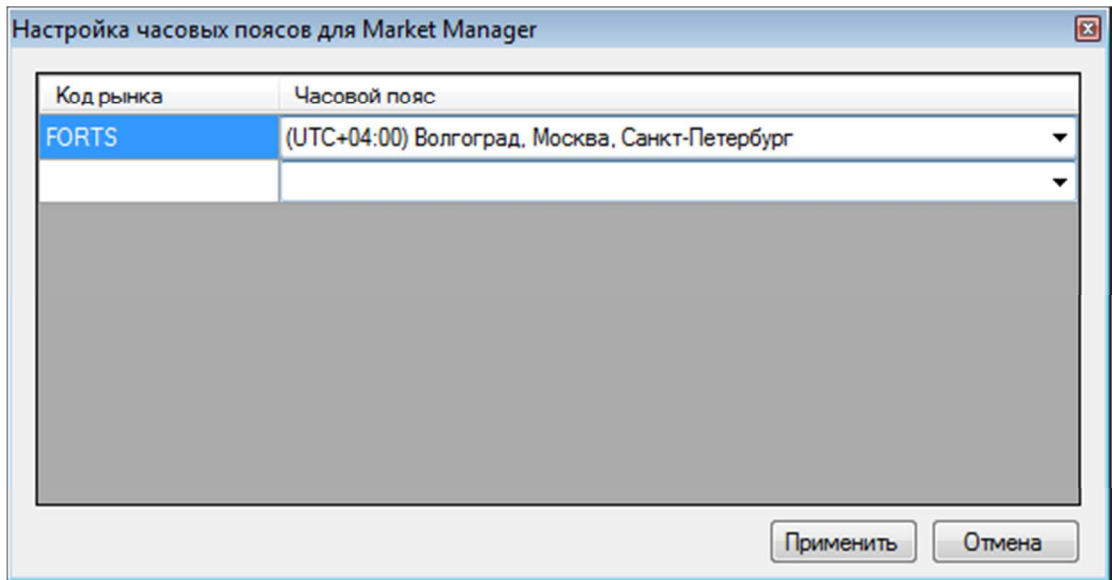 Настройка часовых поясов для Market Manager
Код рынка Часовой пояс
FORTS (UTC+04:00) Волгоград, Москва, Санкт-Петербург
Применить Отмена